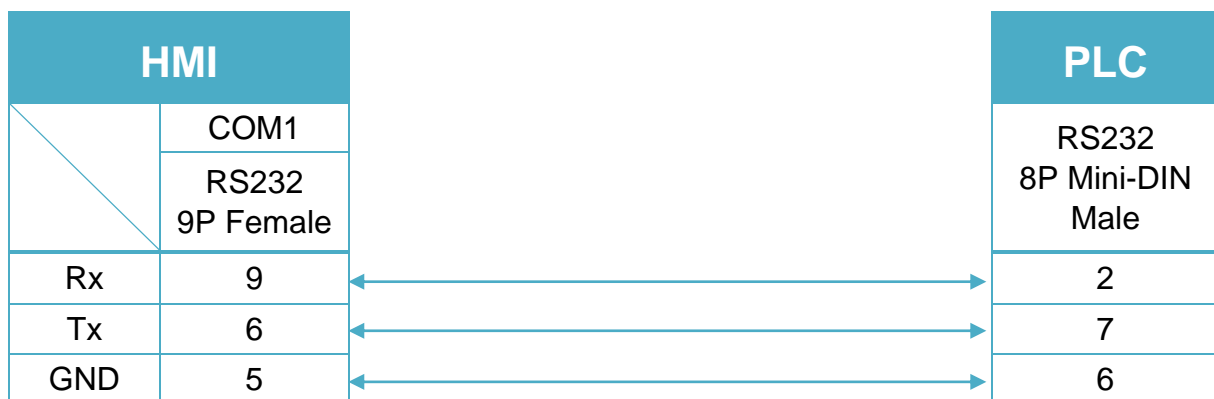 HMI
PLC
COM1
RS232
9P Female
RS232
8P Mini-DIN
Male
Rx 9 2
Tx 6 7
GND 5 6